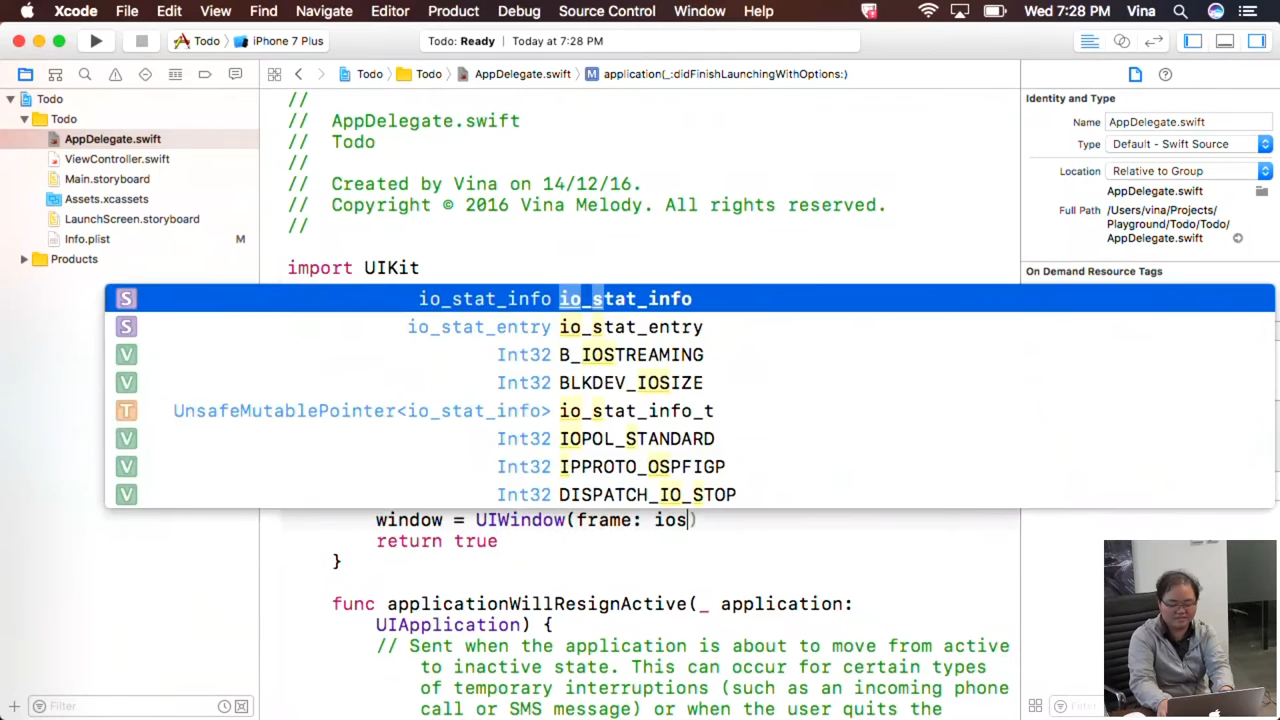 Xcode File Edit View Find Navigate Editor Product Debug Source Control Window Help Wed 7:28 PM Vina
Todo iPhone 7 Plus Todo: Ready Today at 7:28 PM
Todo Todo AppDelegate.swift M application(_:didFinishLaunchingWithOptions:)
Todo
Todo
AppDelegate.swift
ViewController.swift
Main.storyboard
Assets.xcassets
LaunchScreen.storyboard
Info.plist M
Products
//
// AppDelegate.swift
// Todo
//
// Created by Vina on 14/12/16.
// Copyright © 2016 Vina Melody. All rights reserved.
//
import UIKit
S io_stat_info io_stat_info
S io_stat_entry io_stat_entry
V Int32 B_IOSTREAMING
V Int32 BLKDEV_IOSIZE
T UnsafeMutablePointer<io_stat_info> io_stat_info_t
V Int32 IOPOL_STANDARD
V Int32 IPPROTO_OSPFIGP
V Int32 DISPATCH_IO_STOP
window = UIWindow(frame: ios)
return true
}
func applicationWillResignActive(_ application:
UIApplication) {
// Sent when the application is about to move from active
to inactive state. This can occur for certain types
of temporary interruptions (such as an incoming phone
call or SMS message) or when the user quits the
Identity and Type
Name AppDelegate.swift
Type Default - Swift Source
Location Relative to Group
AppDelegate.swift
Full Path /Users/vina/Projects/
Playground/Todo/Todo/
AppDelegate.swift
On Demand Resource Tags
Filter
Filter